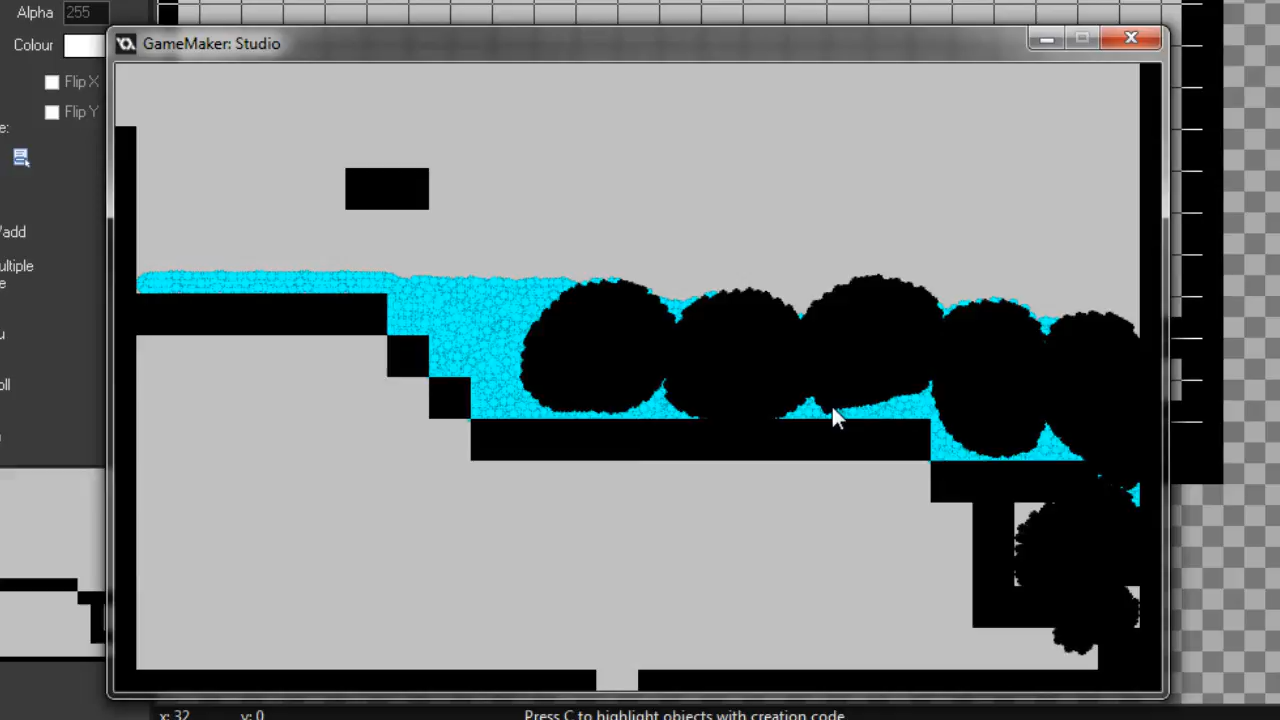 Alpha 255
GameMaker: Studio
Colour
Flip X
Flip Y
e:
/add
ultiple
e
u
oll
x: 32 y: 0 Press C to highlight objects with creation code